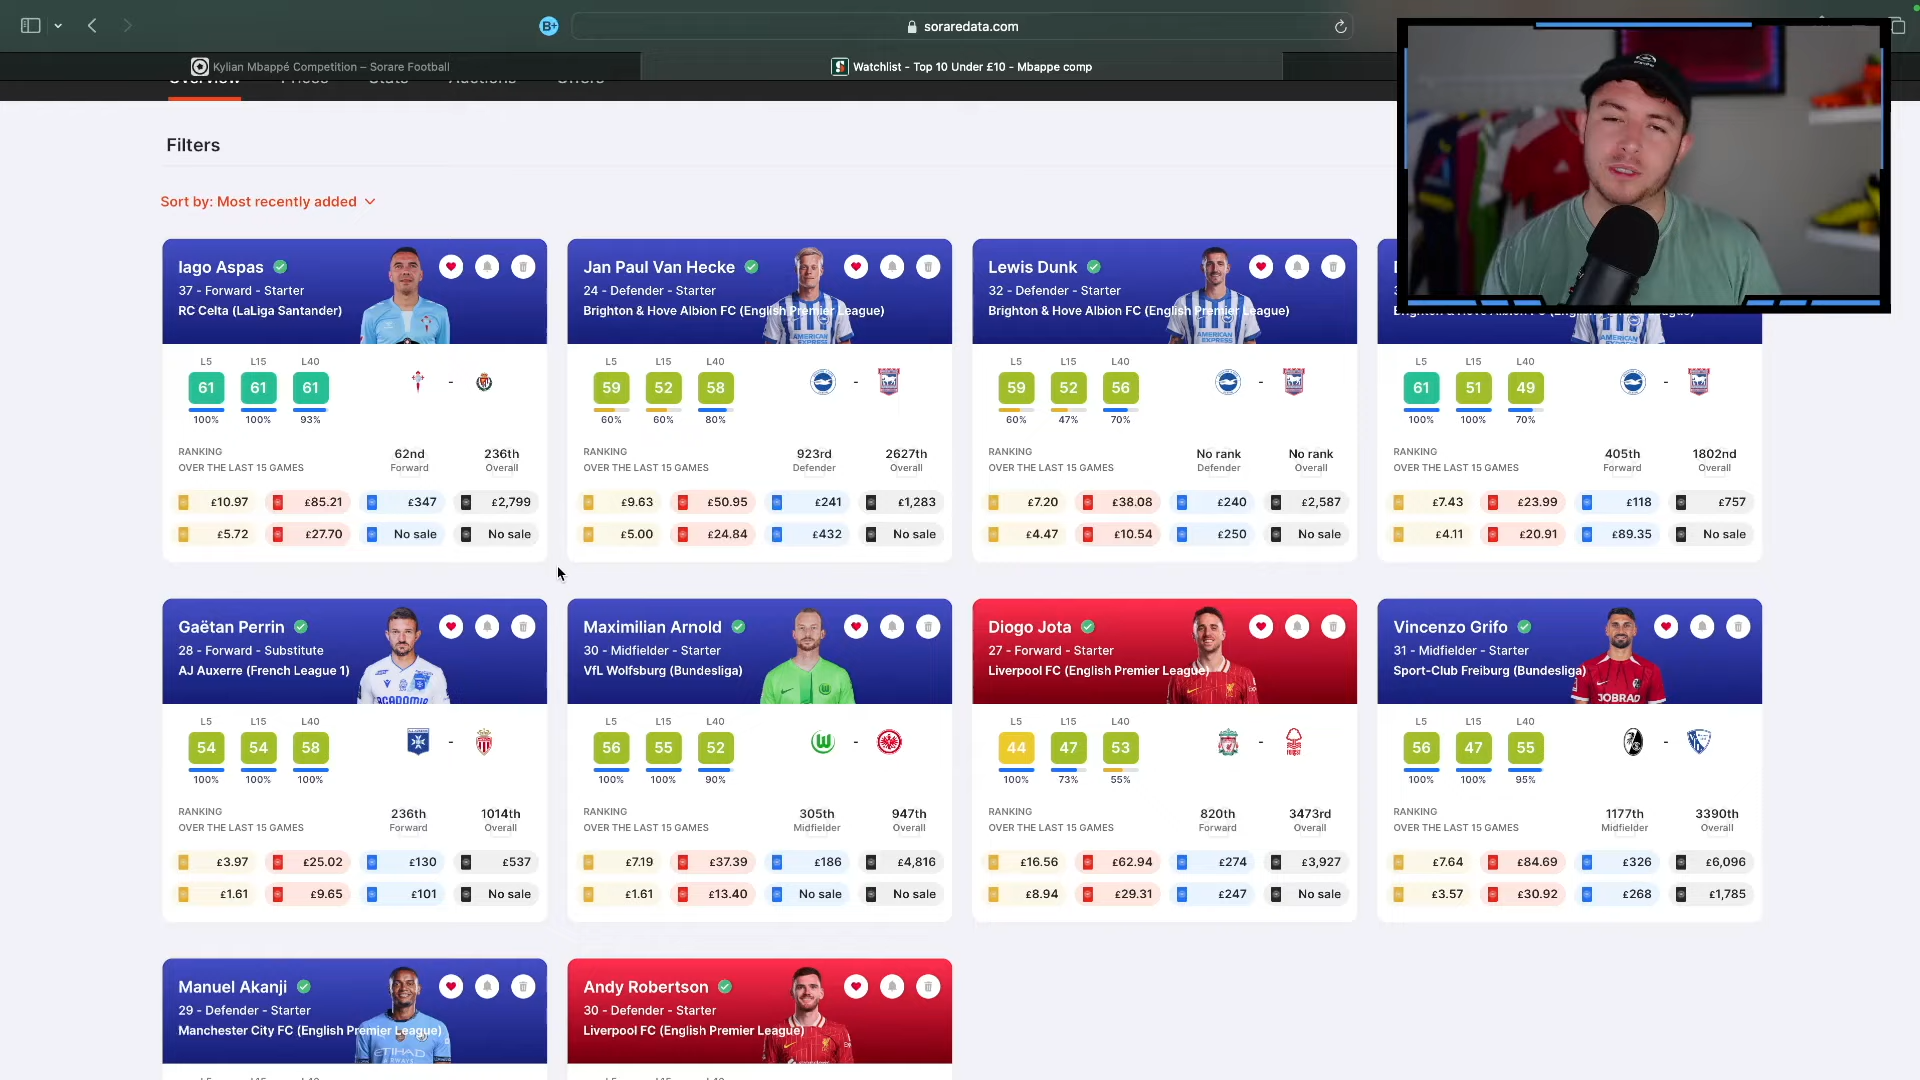 soraredata.com
Kylian Mbappé Competition – Sorare Football
Watchlist - Top 10 Under £10 - Mbappe comp
Overview Prices Stats Auctions Offers
Filters
Sort by: Most recently added
Iago Aspas
37 - Forward - Starter
RC Celta (LaLiga Santander)
L5 L15 L40
61 61 61
100% 100% 93%
RANKING
OVER THE LAST 15 GAMES
62nd 236th
Forward Overall
£10.97 £85.21 £347 £2,799
£5.72 £27.70 No sale No sale
Jan Paul Van Hecke
24 - Defender - Starter
Brighton & Hove Albion FC (English Premier League)
L5 L15 L40
59 52 58
60% 60% 80%
RANKING
OVER THE LAST 15 GAMES
923rd 2627th
Defender Overall
£9.63 £50.95 £241 £1,283
£5.00 £24.84 £432 No sale
Lewis Dunk
32 - Defender - Starter
Brighton & Hove Albion FC (English Premier League)
L5 L15 L40
59 52 56
60% 47% 70%
RANKING
OVER THE LAST 15 GAMES
No rank No rank
Defender Overall
£7.20 £38.08 £240 £2,587
£4.47 £10.54 £250 No sale
L5 L15 L40
61 51 49
100% 100% 70%
RANKING
OVER THE LAST 15 GAMES
405th 1802nd
Forward Overall
£7.43 £23.99 £118 £757
£4.11 £20.91 £89.35 No sale
Gaëtan Perrin
28 - Forward - Substitute
AJ Auxerre (French League 1)
L5 L15 L40
54 54 58
100% 100% 100%
RANKING
OVER THE LAST 15 GAMES
236th 1014th
Forward Overall
£3.97 £25.02 £130 £537
£1.61 £9.65 £101 No sale
Maximilian Arnold
30 - Midfielder - Starter
VfL Wolfsburg (Bundesliga)
L5 L15 L40
56 55 52
100% 100% 90%
RANKING
OVER THE LAST 15 GAMES
305th 947th
Midfielder Overall
£7.19 £37.39 £186 £4,816
£1.61 £13.40 No sale No sale
Diogo Jota
27 - Forward - Starter
Liverpool FC (English Premier League)
L5 L15 L40
44 47 53
100% 73% 55%
RANKING
OVER THE LAST 15 GAMES
820th 3473rd
Forward Overall
£16.56 £62.94 £274 £3,927
£8.94 £29.31 £247 No sale
Vincenzo Grifo
31 - Midfielder - Starter
Sport-Club Freiburg (Bundesliga)
JOBRAD
L5 L15 L40
56 47 55
100% 100% 95%
RANKING
OVER THE LAST 15 GAMES
1177th 3390th
Midfielder Overall
£7.64 £84.69 £326 £6,096
£3.57 £30.92 £268 £1,785
Manuel Akanji
29 - Defender - Starter
Manchester City FC (English Premier League)
ETIHAD
Andy Robertson
30 - Defender - Starter
Liverpool FC (English Premier League)